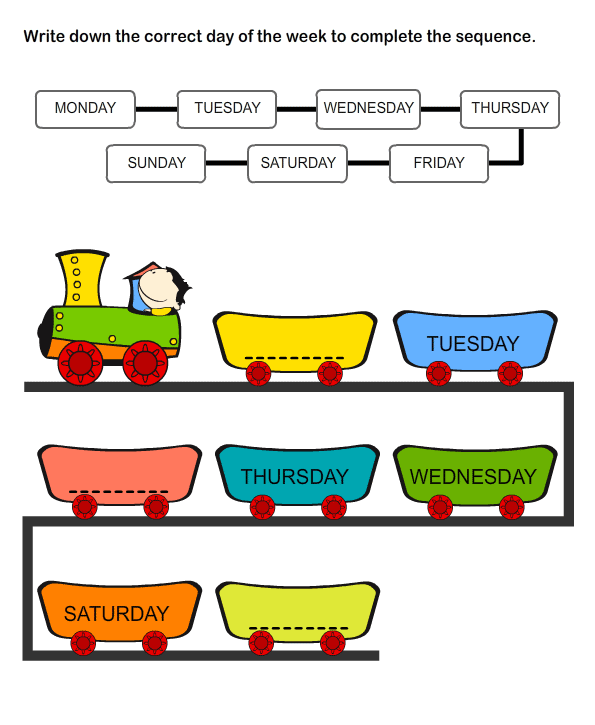 Write down the correct day of the week to complete the sequence.
MONDAY TUESDAY WEDNESDAY THURSDAY
SUNDAY SATURDAY FRIDAY
TUESDAY
THURSDAY WEDNESDAY
SATURDAY